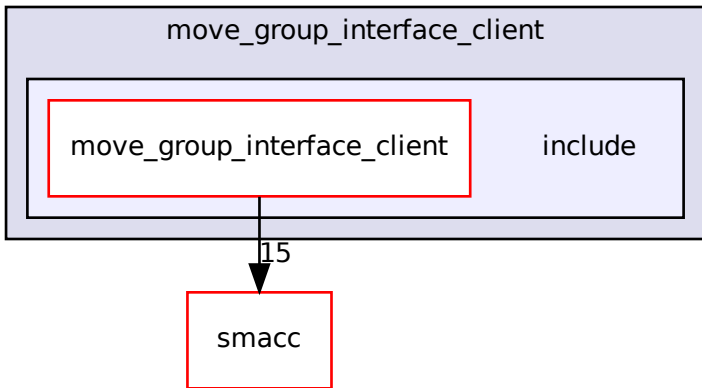 move_group_interface_client
move_group_interface_client include
15
smacc